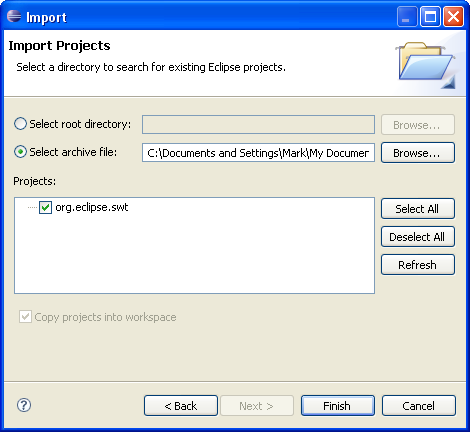 Import
Import Projects
Select a directory to search for existing Eclipse projects.
Select root directory: Browse...
Select archive file: C:\Documents and Settings\Mark\My Documer Browse...
Projects:
org.eclipse.swt
Select All
Deselect All
Refresh
Copy projects into workspace
? < Back Next > Finish Cancel